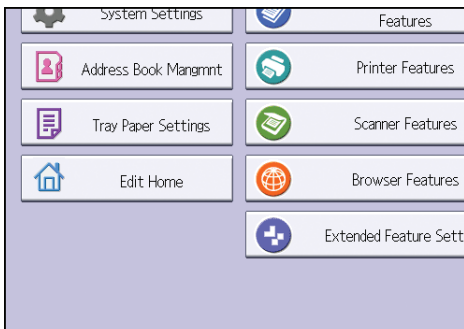 System Settings
Features
Address Book Mangmnt
Printer Features
Tray Paper Settings
Scanner Features
Edit Home
Browser Features
Extended Feature Sett